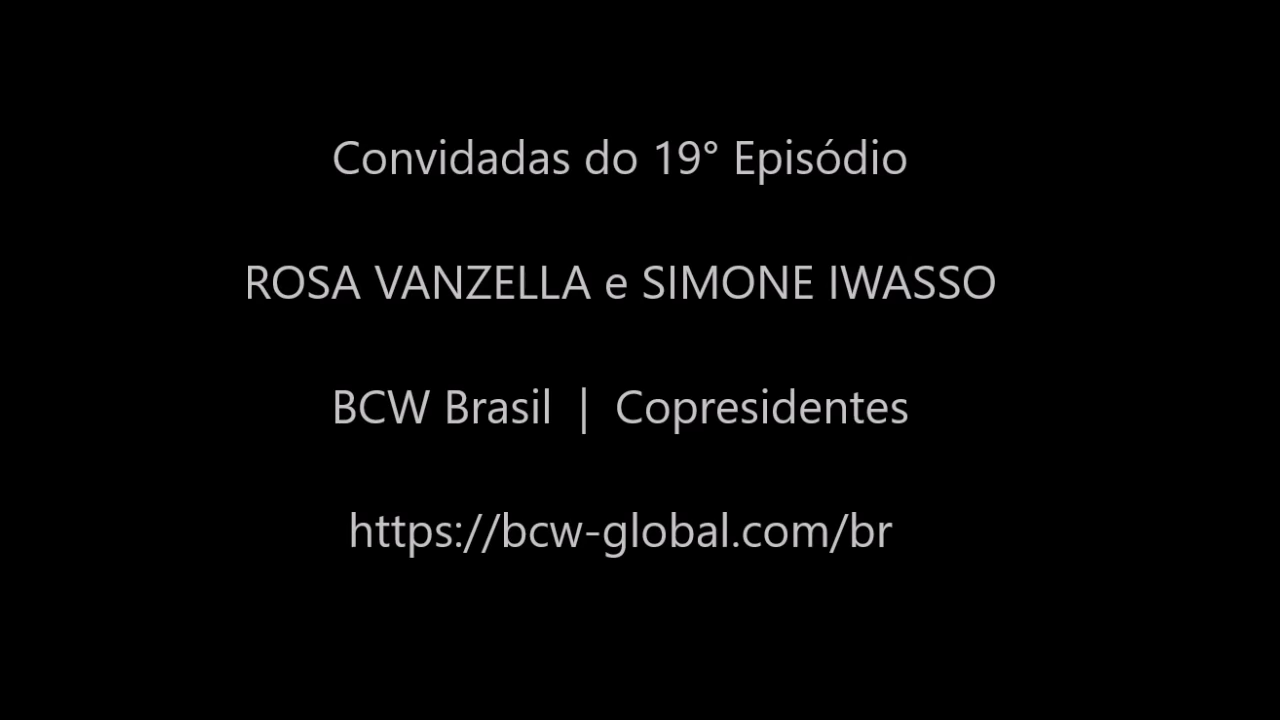 Convidadas do 19° Episódio
ROSA VANZELLA e SIMONE IWASSO
BCW Brasil | Copresidentes
https://bcw-global.com/br